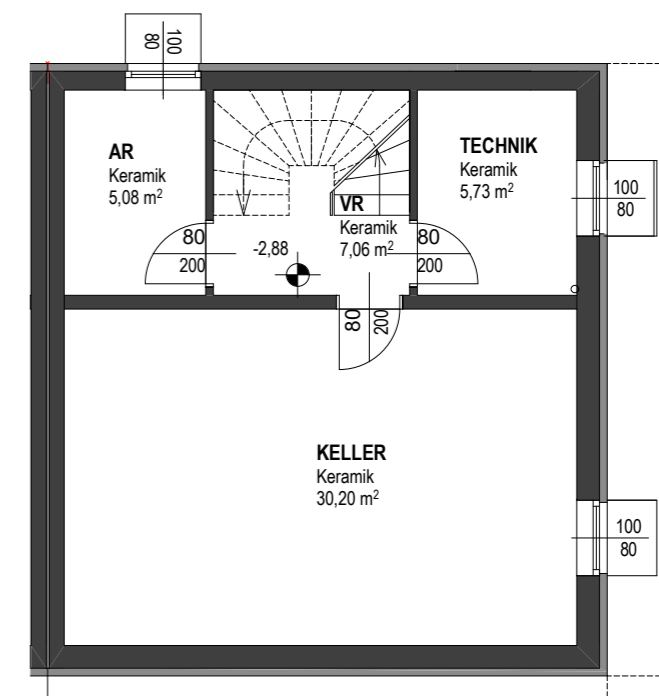 80
100
AR
Keramik
5,08 m²
TECHNIK
Keramik
5,73 m²
100
80
VR
Keramik
7,06 m²
-2,88
80
200
80
200
80
200
KELLER
Keramik
30,20 m²
100
80